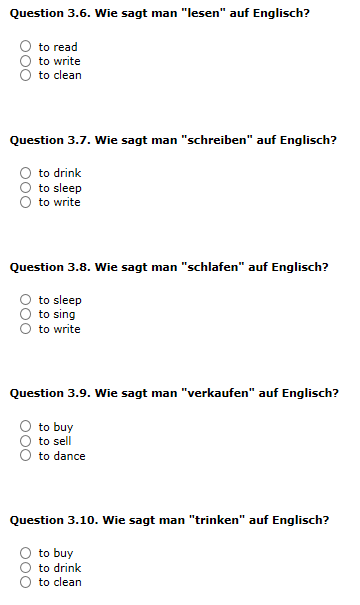 Question 3.6. Wie sagt man "lesen" auf Englisch?
to read
to write
to clean
Question 3.7. Wie sagt man "schreiben" auf Englisch?
to drink
to sleep
to write
Question 3.8. Wie sagt man "schlafen" auf Englisch?
to sleep
to sing
to write
Question 3.9. Wie sagt man "verkaufen" auf Englisch?
to buy
to sell
to dance
Question 3.10. Wie sagt man "trinken" auf Englisch?
to buy
to drink
to clean